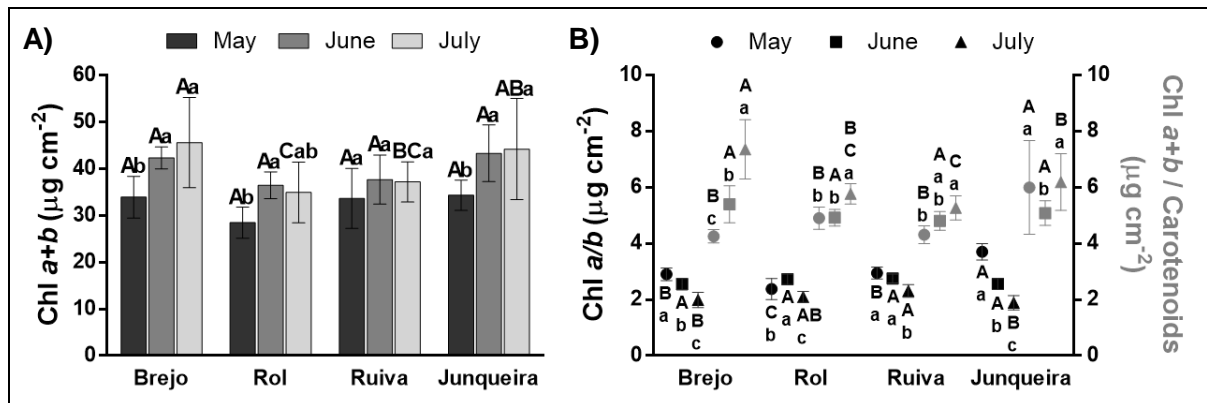 A)
May June July
Chl a+b (µg cm-2)
60
50
40
30
20
10
0
Ab Aa Aa
Ab Aa Cab
Aa Aa BCa
Ab Aa ABa
Brejo Rol Ruiva Junqueira
B)
May June July
Chl a/b (µg cm-2)
10
8
6
4
2
0
B
c
A
b
A
a
B
b
A
b
B
C
a
B
b
A
a
b
C
a
A
a
A
b
B
a
B
a
A
b
B
c
C
b
A
a
A B
c
B
a
A
a
A
b
A
a
A
b
B
c
Brejo Rol Ruiva Junqueira
10
8
6
4
2
0
Chl a+b / Carotenoids
(µg cm-2)